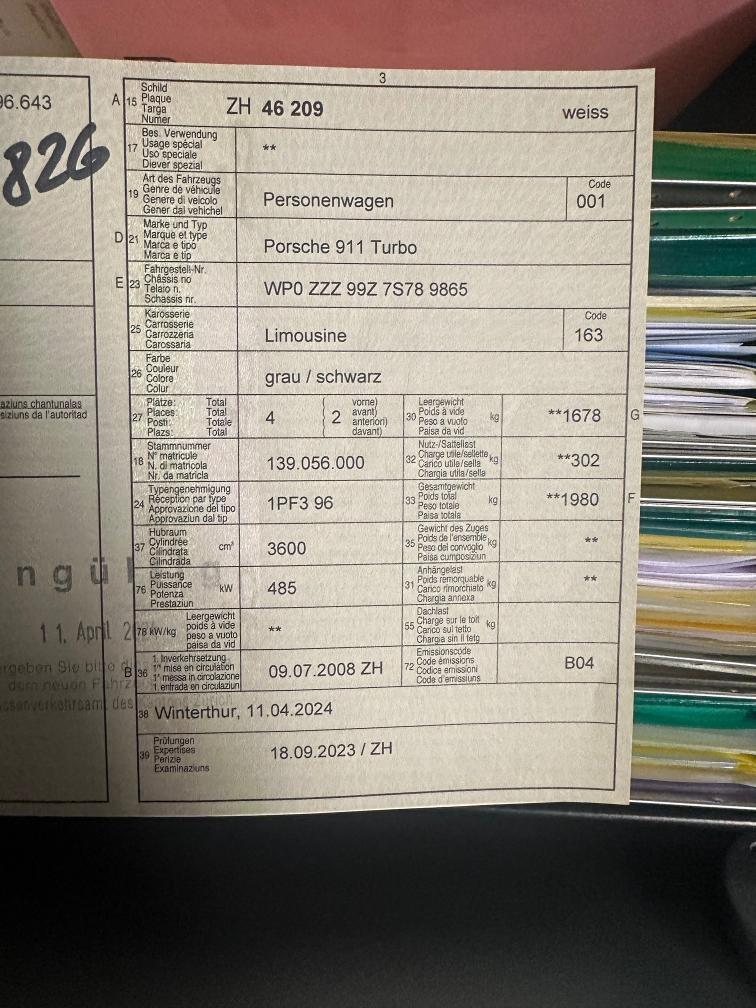 3
96.643
826
A 15 Schild
Plaque
Targa
Numer
ZH 46 209 weiss
17 Bes. Verwendung
Usage spécial
Uso speciale
Diever spezial
**
19 Art des Fahrzeugs
Genre de véhicule
Genere di veicolo
Gener dal vehichel
Personenwagen
Code
001
D 21 Marke und Typ
Marque et type
Marca e tipo
Marca e tip
Porsche 911 Turbo
E 23 Fahrgestell-Nr.
Châssis no
Telaio n.
Schassis nr.
WP0 ZZZ 99Z 7S78 9865
25 Karosserie
Carrosserie
Carrozzeria
Carossaria
Limousine
Code
163
26 Farbe
Couleur
Colore
Colur
grau / schwarz
aziuns chantunalas
siziuns da l'autoritad
27 Plätze: Total
Places: Total
Posti: Totale
Plazs: Total
4 ( 2 vorne)
avant)
anteriori)
davant)
30 Leergewicht
Poids à vide
Peso a vuoto
Paisa da vid
kg
**1678 G
18 Stammnummer
N° matricule
N. di matricola
Nr. da matricla
139.056.000
32 Nutz-/Sattellast
Charge utile/sellette
Carico utile/sella
Chargia utila/sella
kg
**302
24 Typengenehmigung
Réception par type
Approvazione del tipo
Approvaziun dal tip
1PF3 96
33 Gesamtgewicht
Poids total
Peso totale
Paisa totala
kg
**1980 F
37 Hubraum
Cylindrée
Cilindrata
Cilindrada
cm³
3600
35 Gewicht des Zuges
Poids de l'ensemble
Peso del convoglio
Paisa cumposiziun
kg
**
76 Leistung
Puissance
Potenza
Prestaziun
kW
485
31 Anhängelast
Poids remorquable
Carico rimorchiato
Chargia annexa
kg
**
78 kW/kg Leergewicht
poids à vide
peso a vuoto
paisa da vid
**
55 Dachlast
Charge sur le toit
Carico sul tetto
Chargia sin il tetg
kg
B 36 1. Inverkehrsetzung
1re mise en circulation
1a messa in circolazione
1. entrada en circulaziun
09.07.2008 ZH
72 Emissionscode
Code émissions
Codice emissioni
Code d'emissiuns
B04
38 Winterthur, 11.04.2024
39 Prüfungen
Expertises
Perizie
Examinaziuns
18.09.2023 / ZH
ngül
11. April 2
ergeben Sie bitte
dem neuen Fahrz
ssenverkehrsamt des